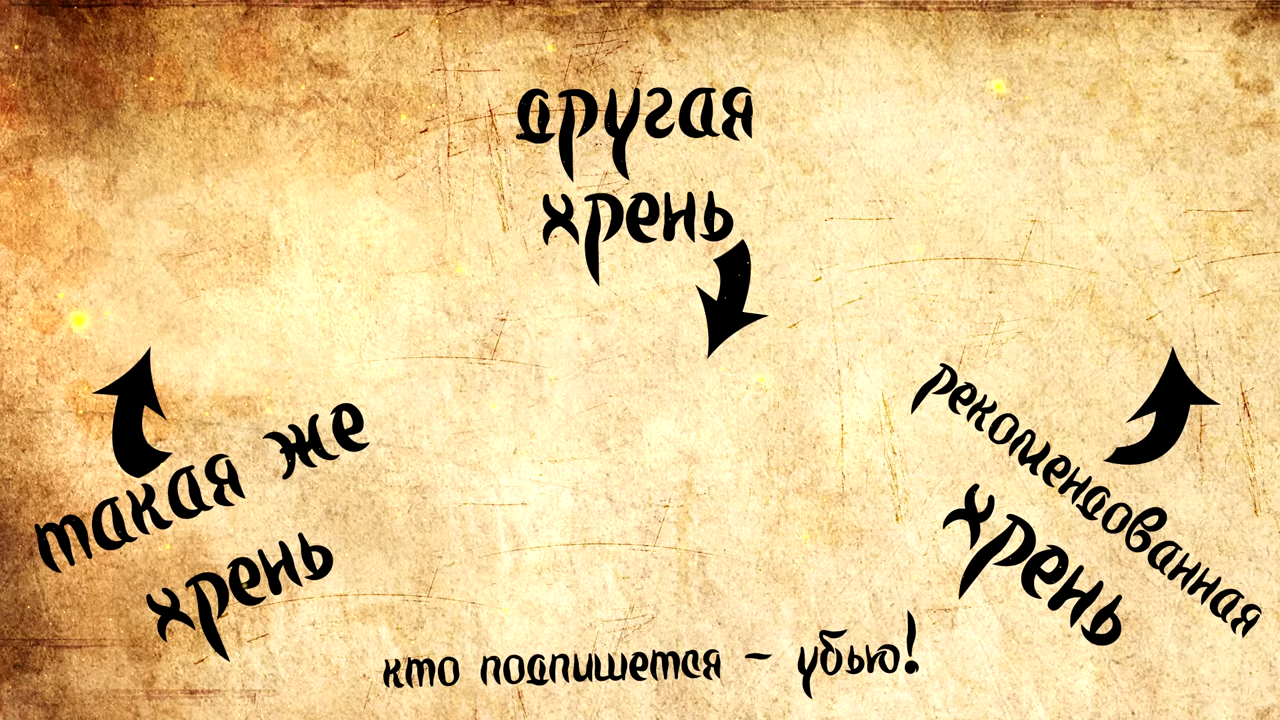 другая
хрень
такая же
хрень
рекомендованная
хрень
кто подпишется - убью!